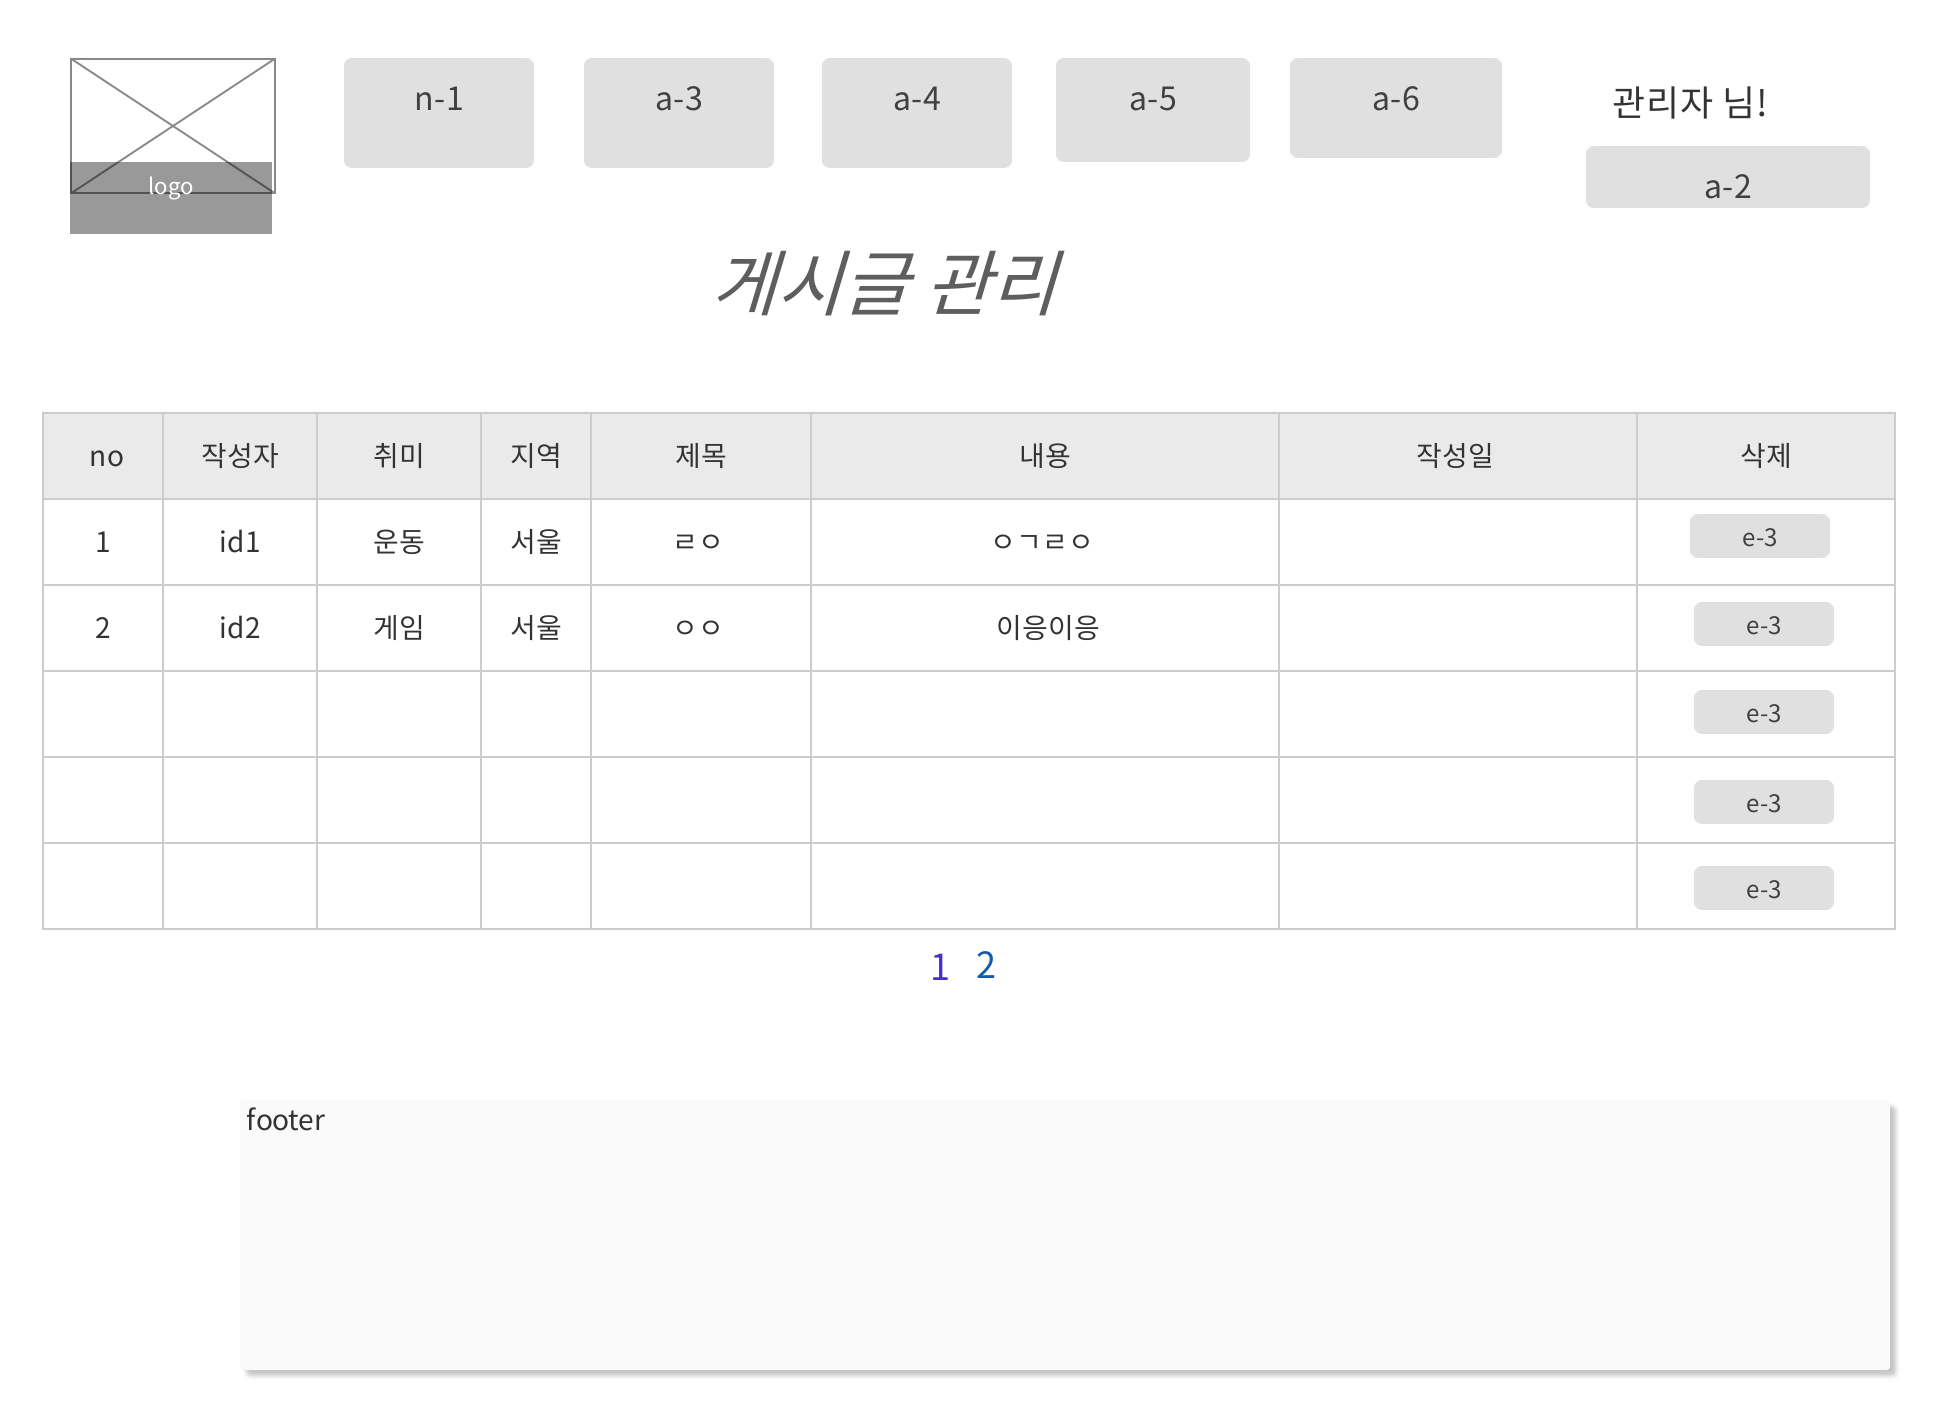 logo
n-1
a-3
a-4
a-5
a-6
관리자 님!
a-2
게시글 관리
no 작성자 취미 지역 제목 내용 작성일 삭제
1 id1 운동 서울 ㄹㅇ ㅇㄱㄹㅇ e-3
2 id2 게임 서울 ㅇㅇ 이응이응 e-3
e-3
e-3
e-3
1 2
footer